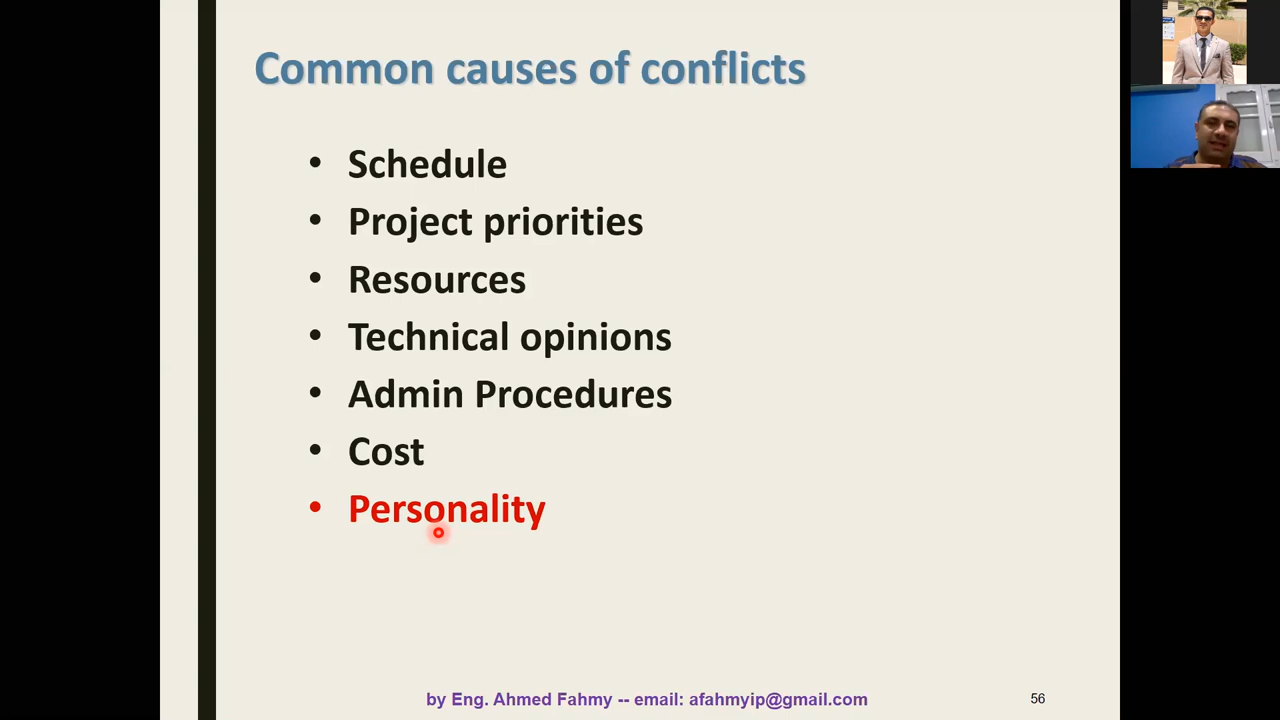 Common causes of conflicts
• Schedule
• Project priorities
• Resources
• Technical opinions
• Admin Procedures
• Cost
• Personality
by Eng. Ahmed Fahmy -- email: afahmyip@gmail.com
56